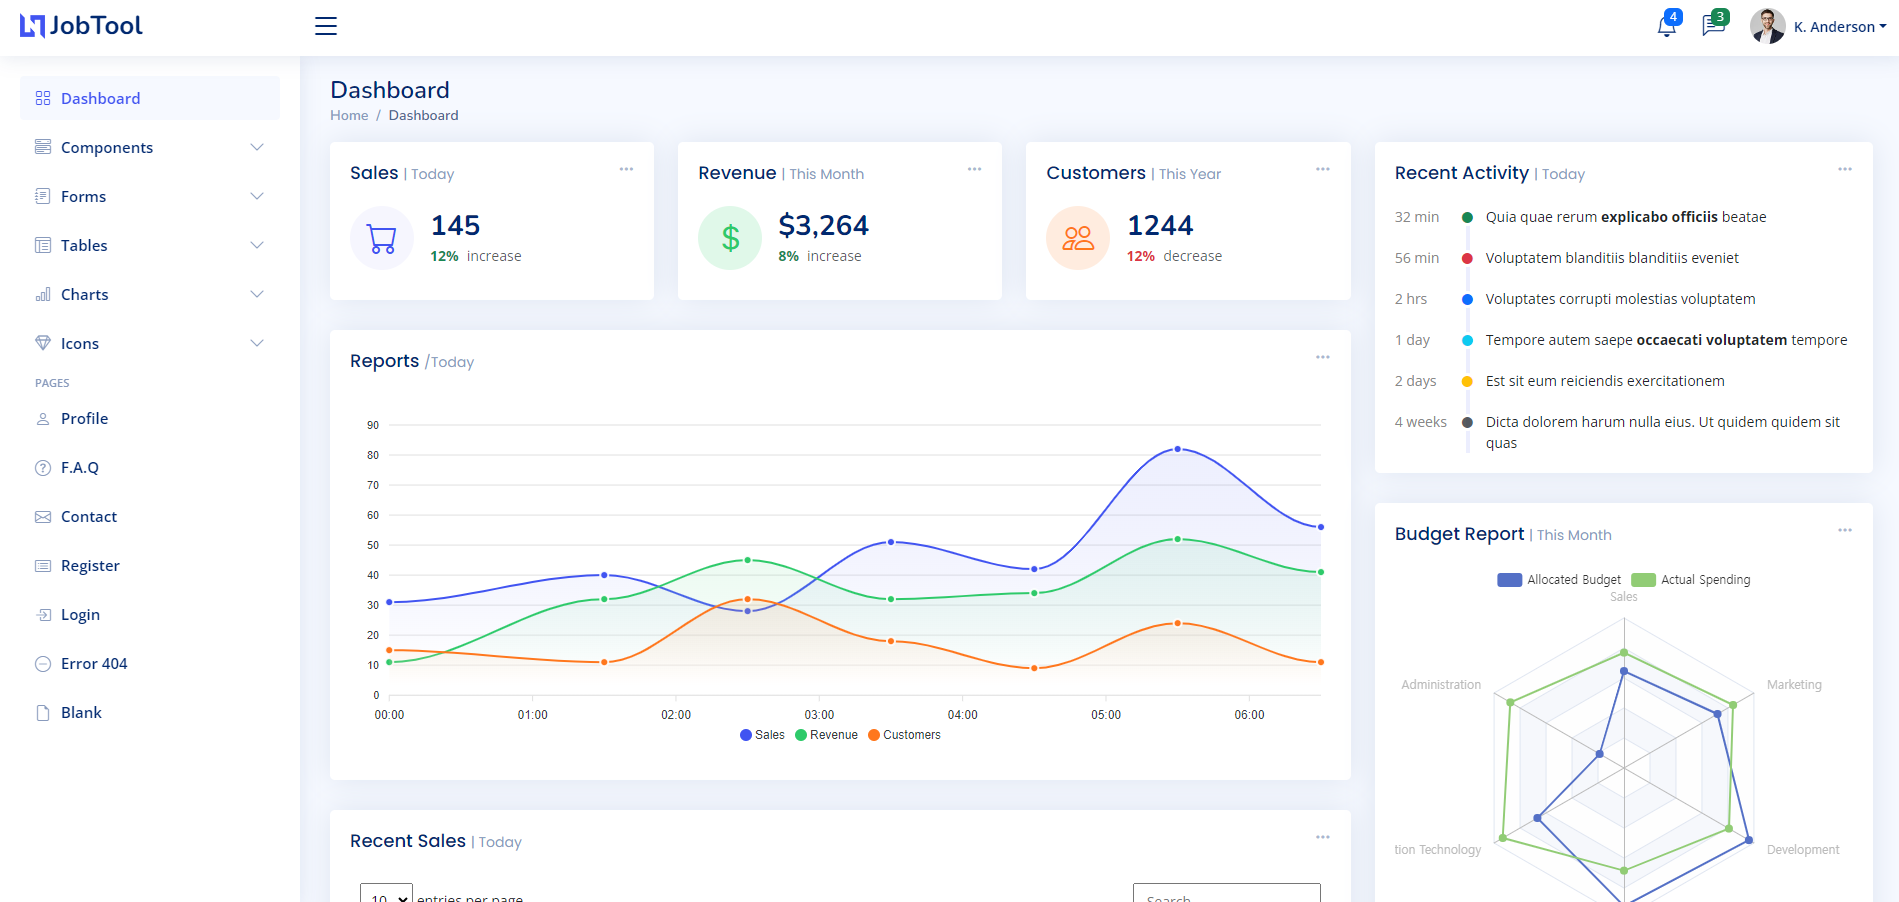 JobTool
4
3
K. Anderson
Dashboard
Components
Forms
Tables
Charts
Icons
PAGES
Profile
F.A.Q
Contact
Register
Login
Error 404
Blank
Dashboard
Home / Dashboard
Sales | Today
145
12% increase
Revenue | This Month
$3,264
8% increase
Customers | This Year
1244
12% decrease
Reports /Today
90
80
70
60
50
40
30
20
10
0
00:00 01:00 02:00 03:00 04:00 05:00 06:00
Sales Revenue Customers
Recent Sales | Today
10 entries per page
Search
Recent Activity | Today
32 min Quia quae rerum explicabo officiis beatae
56 min Voluptatem blanditiis blanditiis eveniet
2 hrs Voluptates corrupti molestias voluptatem
1 day Tempore autem saepe occaecati voluptatem tempore
2 days Est sit eum reiciendis exercitationem
4 weeks Dicta dolorem harum nulla eius. Ut quidem quidem sit
quas
Budget Report | This Month
Allocated Budget Actual Spending
Sales
Administration Marketing
tion Technology Development